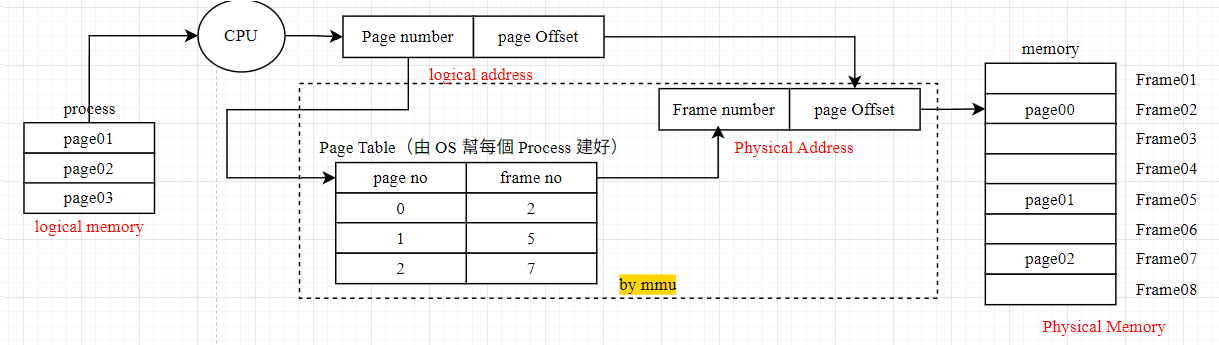 CPU
Page number page Offset
logical address
process
page01
page02
page03
logical memory
Page Table（由 OS 幫每個 Process 建好）
page no frame no
0 2
1 5
2 7
by mmu
Frame number page Offset
Physical Address
memory
Frame01
page00 Frame02
Frame03
Frame04
page01 Frame05
Frame06
page02 Frame07
Frame08
Physical Memory